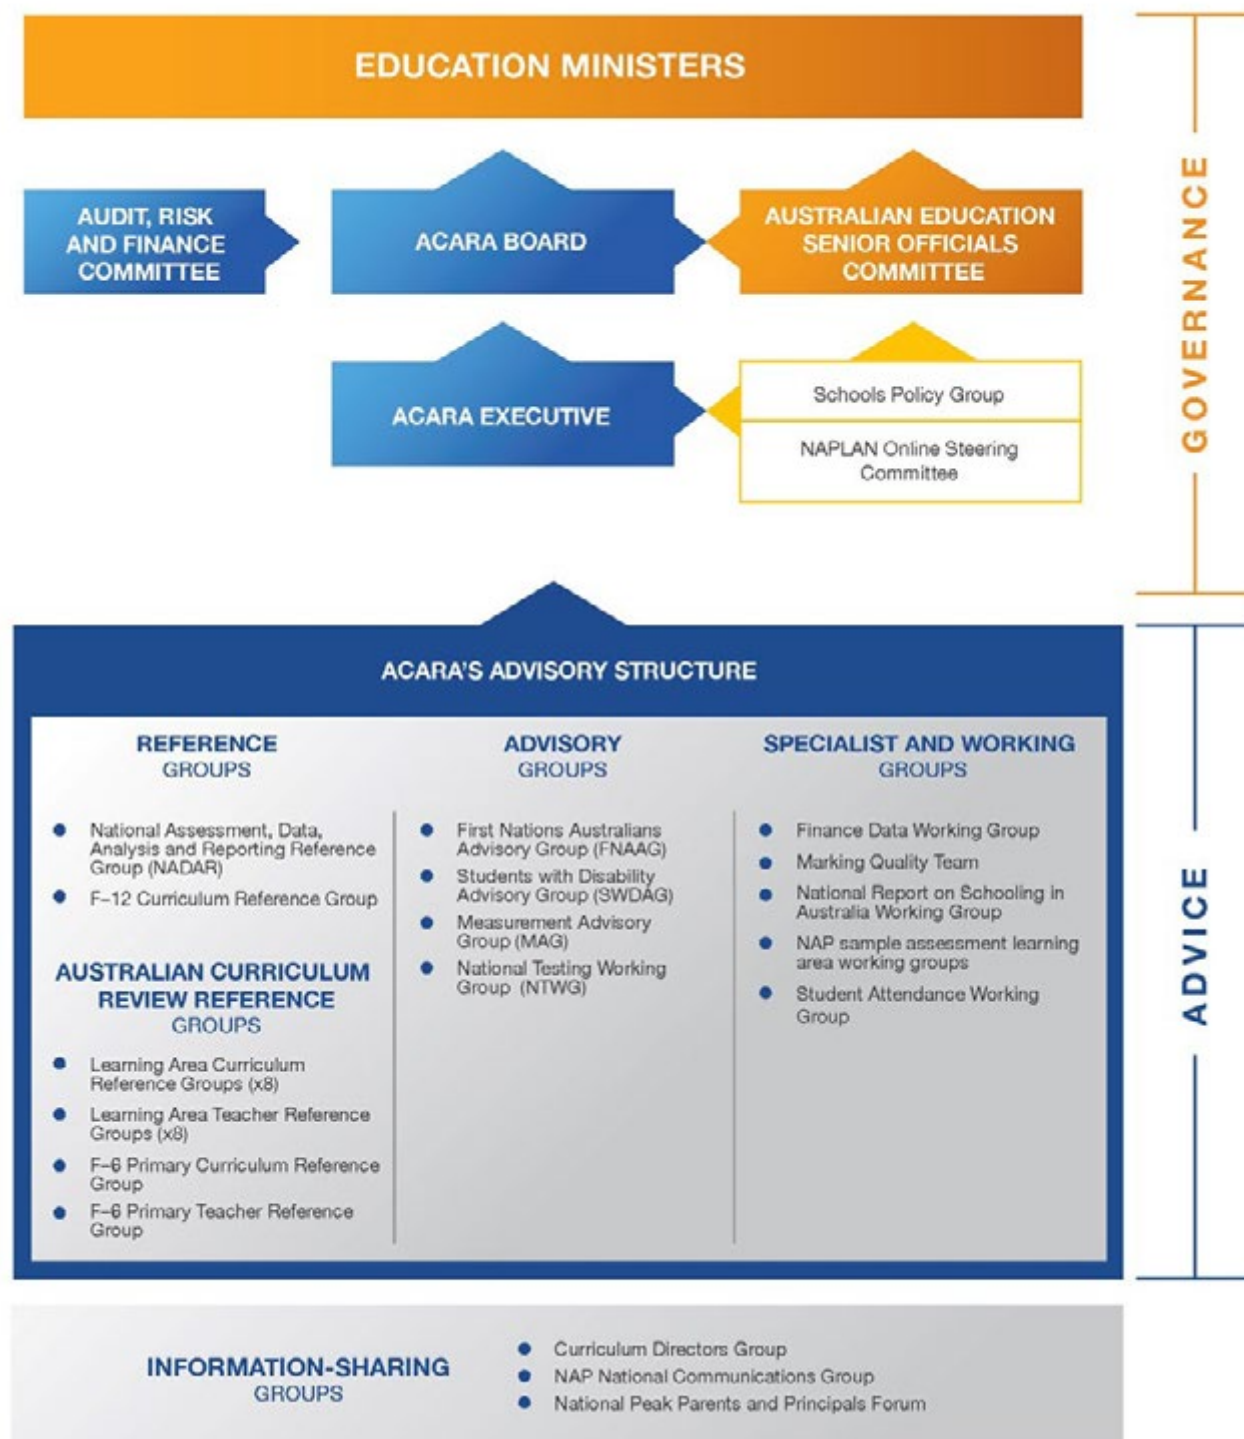 EDUCATION MINISTERS
AUDIT, RISK
AND FINANCE
COMMITTEE
ACARA BOARD
AUSTRALIAN EDUCATION
SENIOR OFFICIALS
COMMITTEE
ACARA EXECUTIVE
Schools Policy Group
NAPLAN Online Steering
Committee
GOVERNANCE
ACARA'S ADVISORY STRUCTURE
REFERENCE
GROUPS
National Assessment, Data,
Analysis and Reporting Reference
Group (NADAR)
F–12 Curriculum Reference Group
AUSTRALIAN CURRICULUM
REVIEW REFERENCE
GROUPS
Learning Area Curriculum
Reference Groups (x8)
Learning Area Teacher Reference
Groups (x8)
F–6 Primary Curriculum Reference
Group
F–6 Primary Teacher Reference
Group
ADVISORY
GROUPS
First Nations Australians
Advisory Group (FNAAG)
Students with Disability
Advisory Group (SWDAG)
Measurement Advisory
Group (MAG)
National Testing Working
Group (NTWG)
SPECIALIST AND WORKING
GROUPS
Finance Data Working Group
Marking Quality Team
National Report on Schooling in
Australia Working Group
NAP sample assessment learning
area working groups
Student Attendance Working
Group
ADVICE
INFORMATION-SHARING
GROUPS
Curriculum Directors Group
NAP National Communications Group
National Peak Parents and Principals Forum